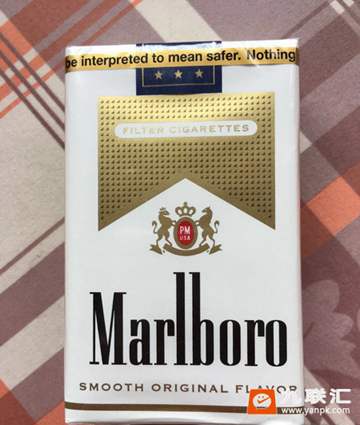 be interpreted to mean safer. Nothing
FILTER CIGARETTES
PM
USA
Marlboro
SMOOTH ORIGINAL FLAVOR
九联汇
www.yanpk.com